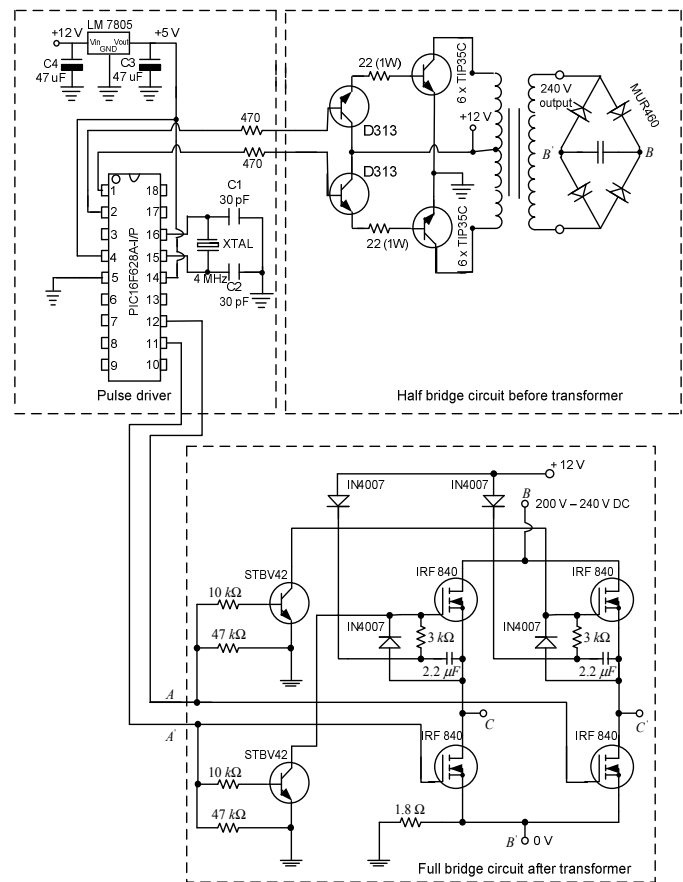 LM 7805
+12 V
Vin
Vout
GND
+5 V
C4
47 uF
C3
47 uF
470
470
PIC16F628A-I/P
1
2
3
4
5
6
7
8
9
18
17
16
15
14
13
12
11
10
C1
30 pF
XTAL
4 MHz
C2
30 pF
Pulse driver
22 (1W)
D313
D313
22 (1W)
6 x TIP35C
+12 V
6 x TIP35C
240 V
output
MUR460
B'
B
Half bridge circuit before transformer
+ 12 V
IN4007
IN4007
B
200 V – 240 V DC
STBV42
10 kΩ
47 kΩ
IRF 840
IRF 840
IN4007
3 kΩ
2.2 µF
IN4007
3 kΩ
2.2 µF
A
A'
C
C'
STBV42
10 kΩ
47 kΩ
IRF 840
IRF 840
1.8 Ω
B'
0 V
Full bridge circuit after transformer